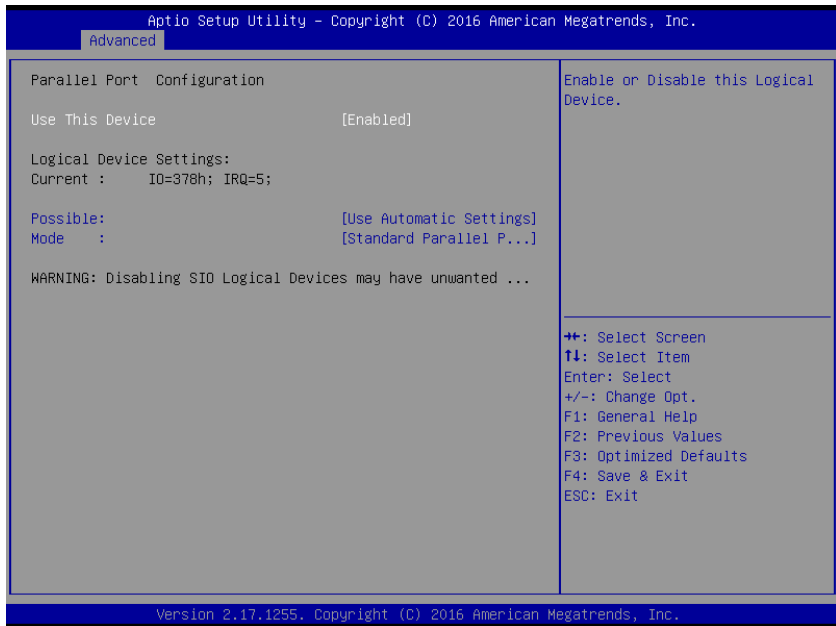 Aptio Setup Utility – Copyright (C) 2016 American Megatrends, Inc.
Advanced
Parallel Port Configuration
Use This Device [Enabled]
Logical Device Settings:
Current : IO=378h; IRQ=5;
Possible: [Use Automatic Settings]
Mode : [Standard Parallel P...]
WARNING: Disabling SIO Logical Devices may have unwanted ...
Enable or Disable this Logical
Device.
→←: Select Screen
↑↓: Select Item
Enter: Select
+/-: Change Opt.
F1: General Help
F2: Previous Values
F3: Optimized Defaults
F4: Save & Exit
ESC: Exit
Version 2.17.1255. Copyright (C) 2016 American Megatrends, Inc.